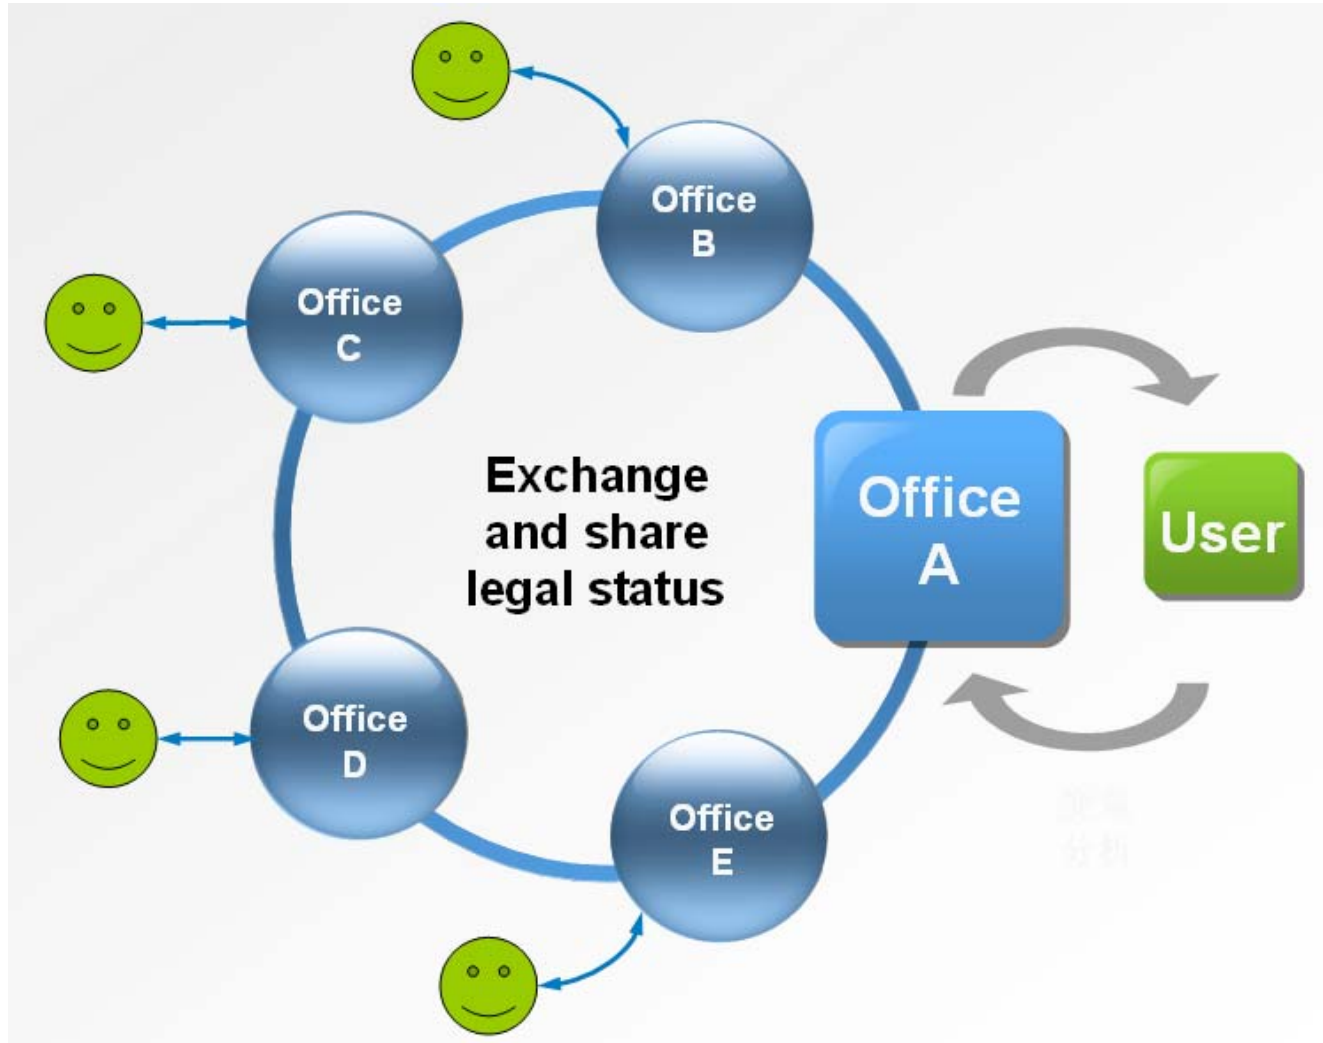 Office
B
Office
C
Exchange
and share
legal status
Office
A
User
Office
D
Office
E